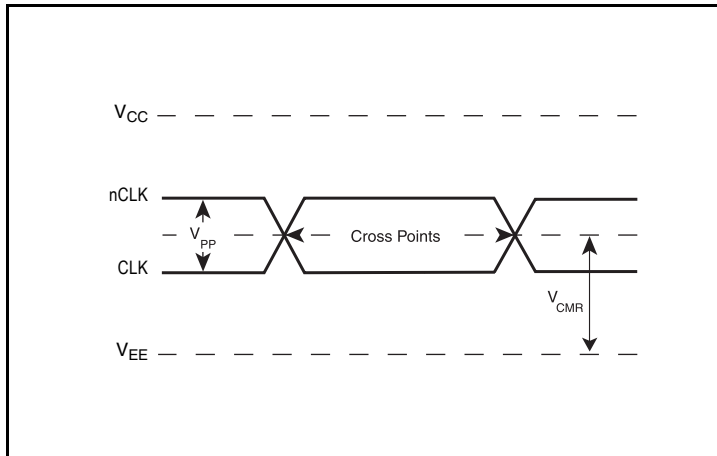 VCC
nCLK
VPP
Cross Points
CLK
VCMR
VEE